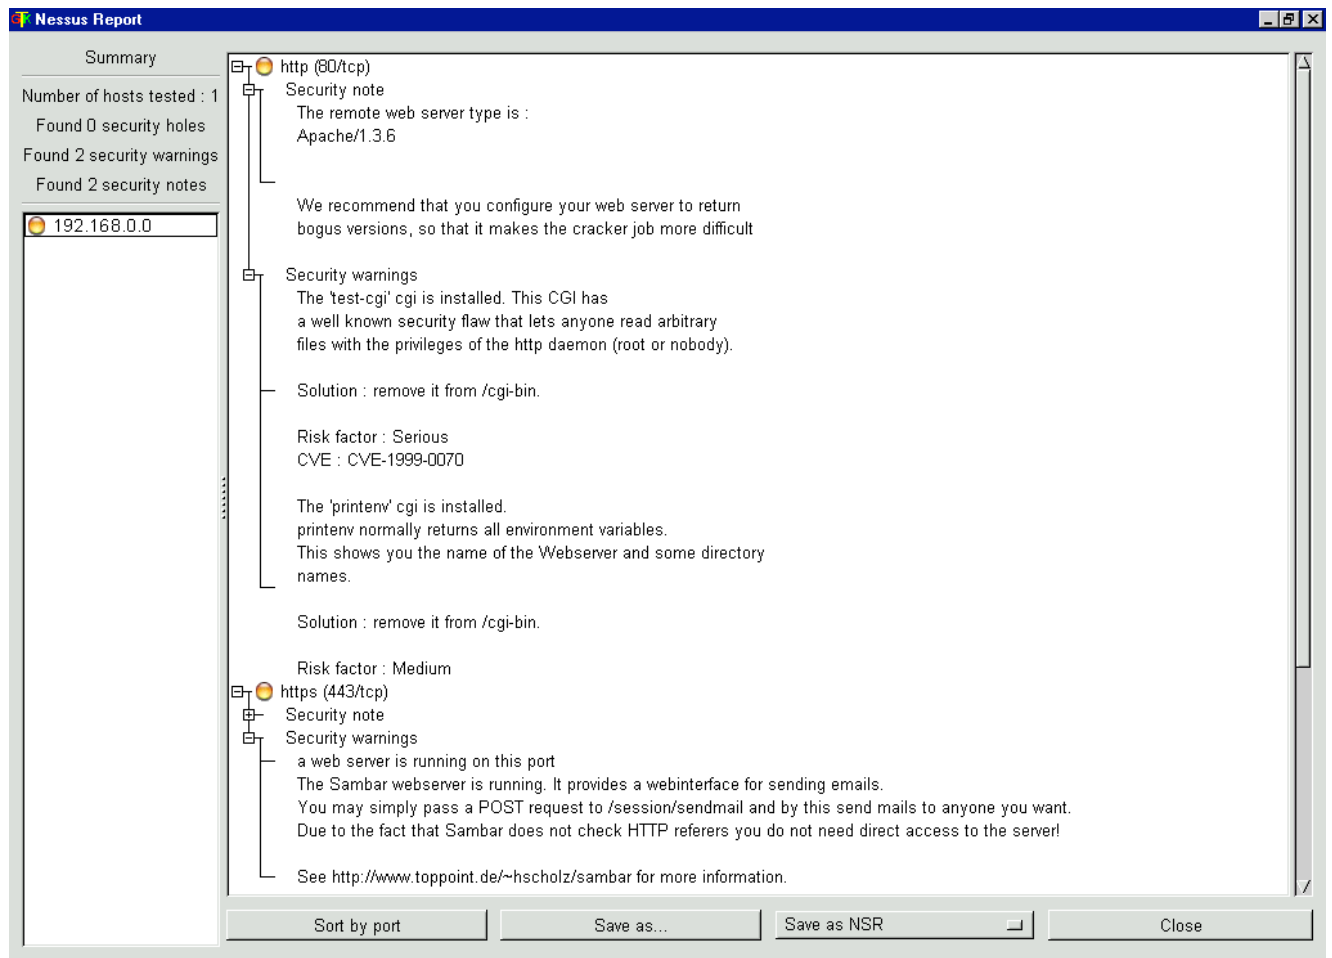 Nessus Report
Summary
Number of hosts tested : 1
Found 0 security holes
Found 2 security warnings
Found 2 security notes
192.168.0.0
http (80/tcp)
Security note
The remote web server type is :
Apache/1.3.6
We recommend that you configure your web server to return
bogus versions, so that it makes the cracker job more difficult
Security warnings
The 'test-cgi' cgi is installed. This CGI has
a well known security flaw that lets anyone read arbitrary
files with the privileges of the http daemon (root or nobody).
Solution : remove it from /cgi-bin.
Risk factor : Serious
CVE : CVE-1999-0070
The 'printenv' cgi is installed.
printenv normally returns all environment variables.
This shows you the name of the Webserver and some directory
names.
Solution : remove it from /cgi-bin.
Risk factor : Medium
https (443/tcp)
Security note
Security warnings
a web server is running on this port
The Sambar webserver is running. It provides a webinterface for sending emails.
You may simply pass a POST request to /session/sendmail and by this send mails to anyone you want.
Due to the fact that Sambar does not check HTTP referers you do not need direct access to the server!
See http://www.toppoint.de/~hscholz/sambar for more information.
Sort by port
Save as...
Save as NSR
Close